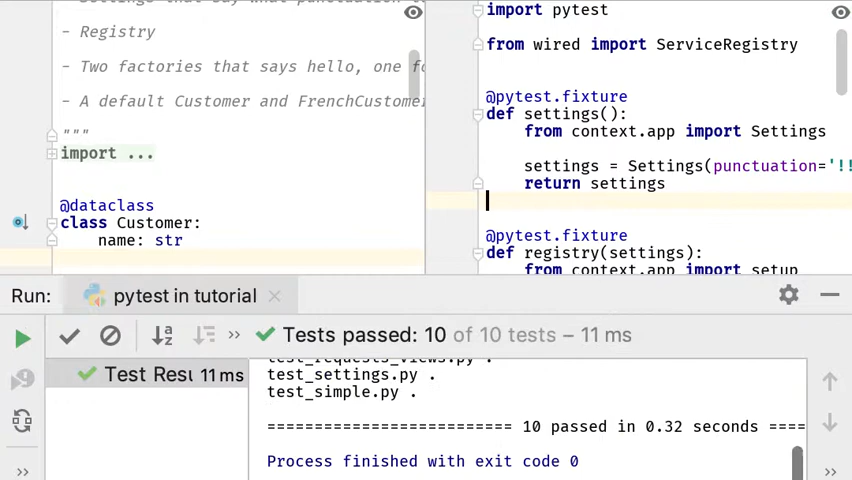 - Registry
- Two factories that says hello, one
- A default Customer and FrenchCustomer
"""
import ...
@dataclass
class Customer:
name: str
import pytest
from wired import ServiceRegistry
@pytest.fixture
def settings():
from context.app import Settings
settings = Settings(punctuation='!!
return settings
@pytest.fixture
def registry(settings):
from context.app import setup
Run:
pytest in tutorial
Tests passed: 10 of 10 tests – 11 ms
Test Resu 11 ms
test_requests_views.py .
test_settings.py .
test_simple.py .
========================== 10 passed in 0.32 seconds ====
Process finished with exit code 0